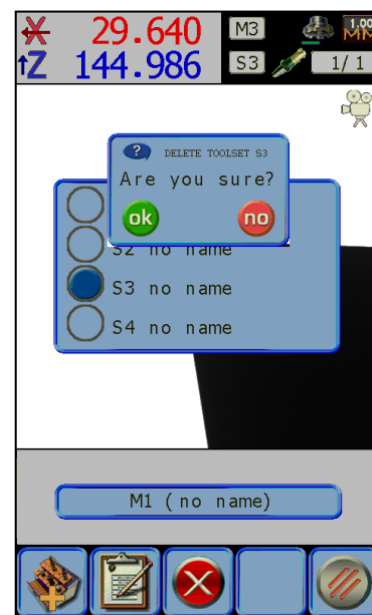 X 29.640 M3 1.00 MM
Z 144.986 S3 1/ 1
? DELETE TOOLSET S3
Are you sure?
ok no
S2 no name
S3 no name
S4 no name
M1 ( no name)